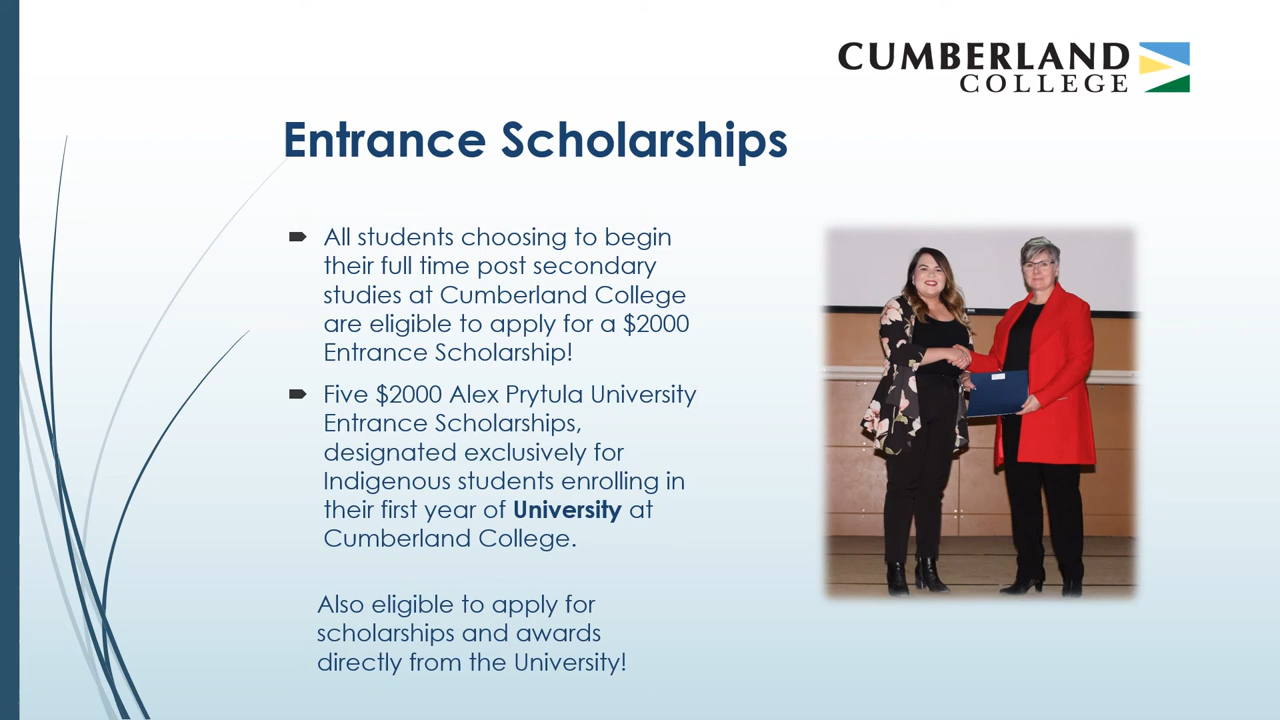 CUMBERLAND
COLLEGE
Entrance Scholarships
All students choosing to begin
their full time post secondary
studies at Cumberland College
are eligible to apply for a $2000
Entrance Scholarship!
Five $2000 Alex Prytula University
Entrance Scholarships,
designated exclusively for
Indigenous students enrolling in
their first year of University at
Cumberland College.
Also eligible to apply for
scholarships and awards
directly from the University!